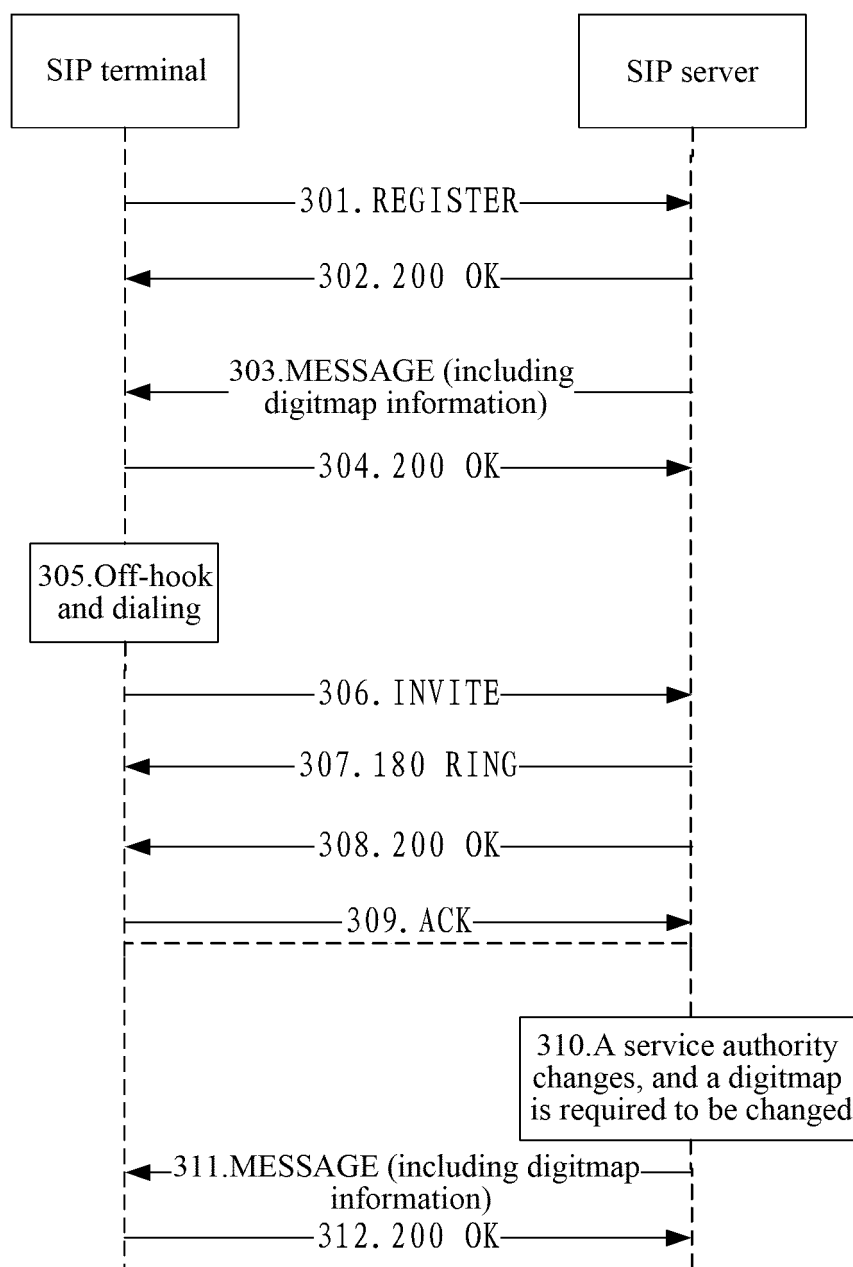 SIP terminal
SIP server
301.REGISTER
302.200 OK
303.MESSAGE (including
digitmap information)
304.200 OK
305.Off-hook
and dialing
306.INVITE
307.180 RING
308.200 OK
309.ACK
310.A service authority
changes, and a digitmap
is required to be changed
311.MESSAGE (including digitmap
information)
312.200 OK